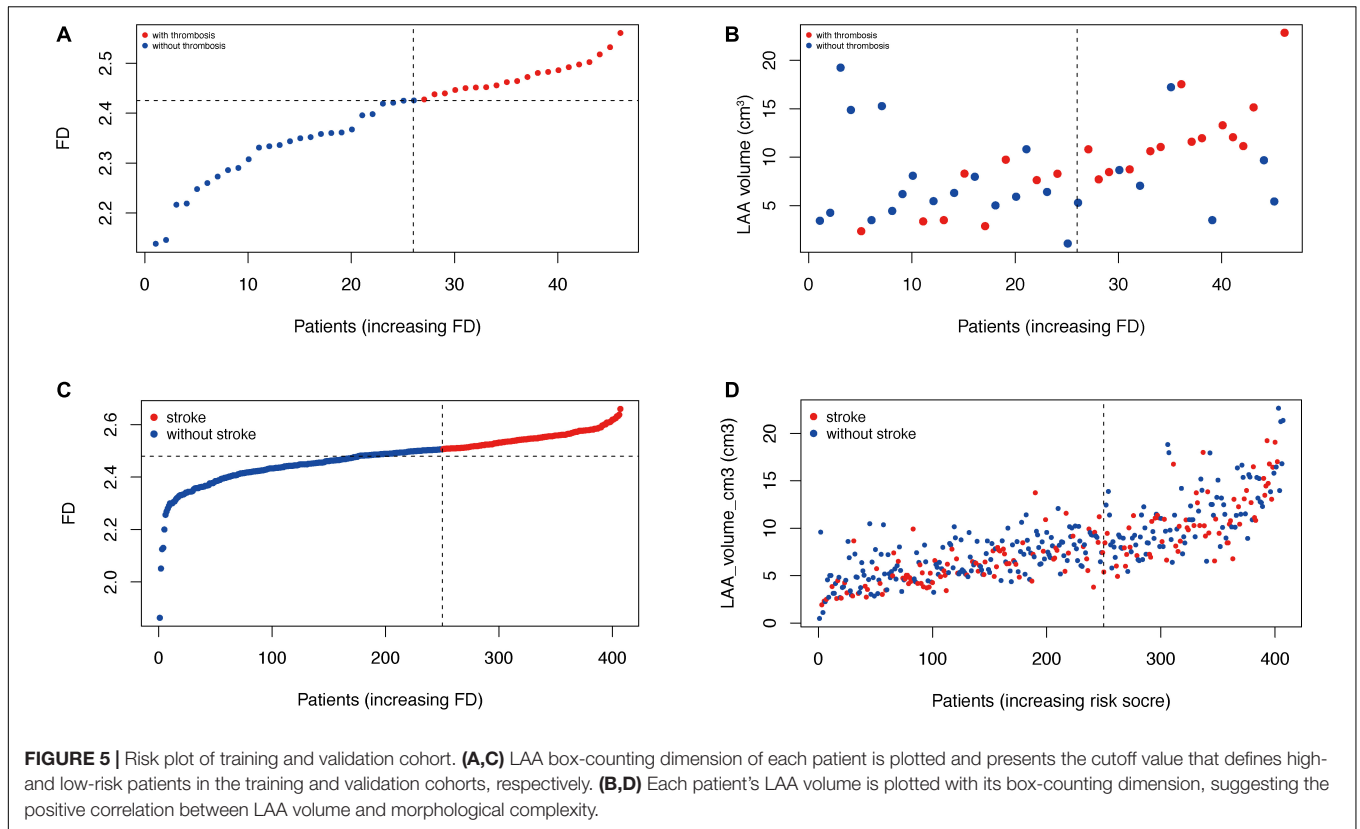 A
with thrombosis
without thrombosis
2.5
2.4
2.3
2.2
FD
0
10
20
30
40
Patients (increasing FD)
B
with thrombosis
without thrombosis
20
15
10
5
LAA volume (cm³)
0
10
20
30
40
Patients (increasing FD)
C
stroke
without stroke
2.6
2.4
2.2
2.0
FD
0
100
200
300
400
Patients (increasing FD)
D
stroke
without stroke
20
15
10
5
0
LAA_volume_cm3 (cm3)
0
100
200
300
400
Patients (increasing risk socre)
FIGURE 5 | Risk plot of training and validation cohort. (A,C) LAA box-counting dimension of each patient is plotted and presents the cutoff value that defines high-
and low-risk patients in the training and validation cohorts, respectively. (B,D) Each patient's LAA volume is plotted with its box-counting dimension, suggesting the
positive correlation between LAA volume and morphological complexity.